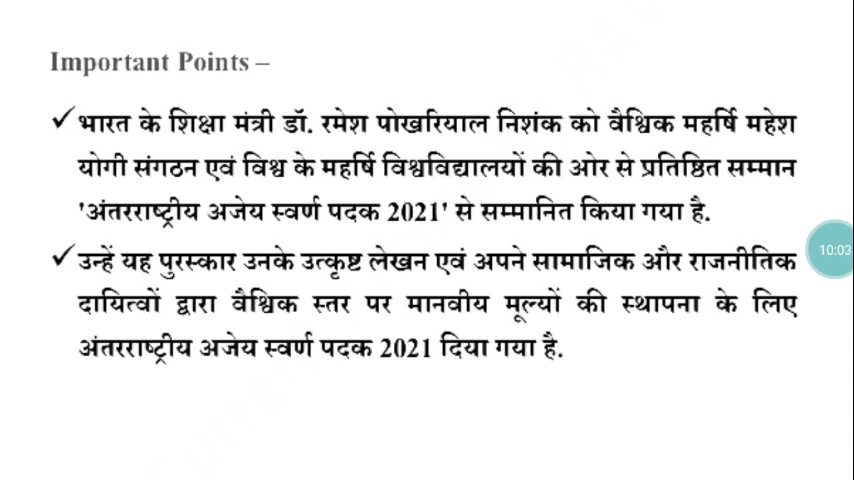 Important Points –
✓ भारत के शिक्षा मंत्री डॉ. रमेश पोखरियाल निशंक को वैश्विक महर्षि महेश
योगी संगठन एवं विश्व के महर्षि विश्वविद्यालयों की ओर से प्रतिष्ठित सम्मान
'अंतरराष्ट्रीय अजेय स्वर्ण पदक 2021' से सम्मानित किया गया है.
✓ उन्हें यह पुरस्कार उनके उत्कृष्ट लेखन एवं अपने सामाजिक और राजनीतिक
दायित्वों द्वारा वैश्विक स्तर पर मानवीय मूल्यों की स्थापना के लिए
अंतरराष्ट्रीय अजेय स्वर्ण पदक 2021 दिया गया है.
10:03